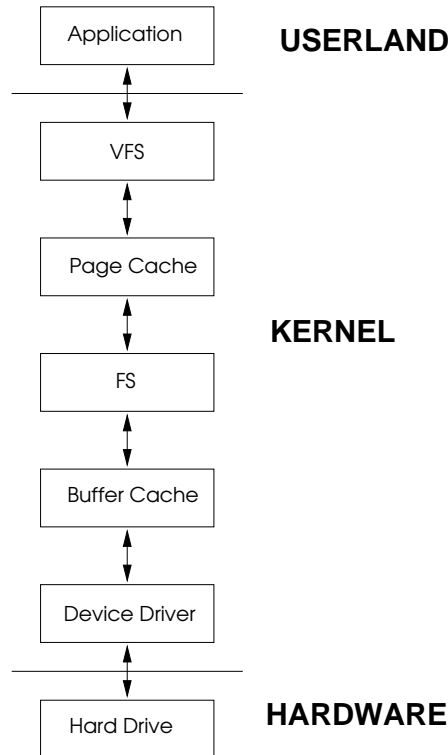 Application
USERLAND
VFS
Page Cache
KERNEL
FS
Buffer Cache
Device Driver
Hard Drive
HARDWARE